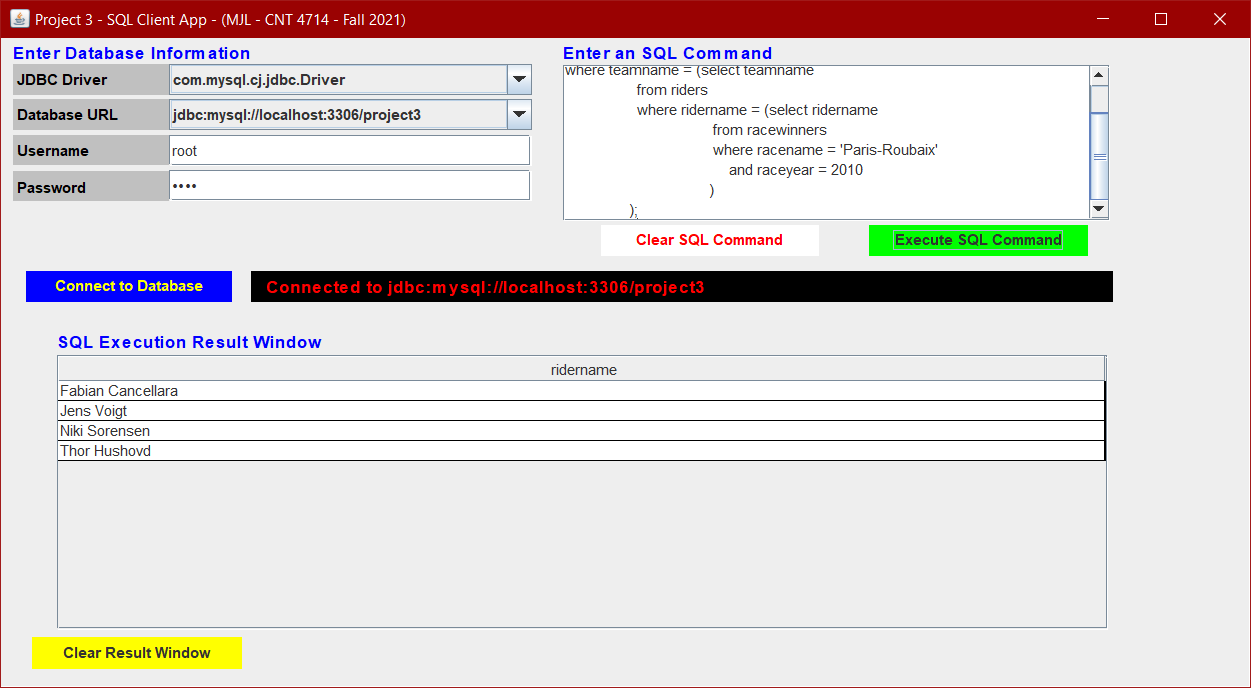 Project 3 - SQL Client App - (MJL - CNT 4714 - Fall 2021)
Enter Database Information
JDBC Driver
com.mysql.cj.jdbc.Driver
Database URL
jdbc:mysql://localhost:3306/project3
Username
root
Password
••••
Enter an SQL Command
where teamname = (select teamname
from riders
where ridername = (select ridername
from racewinners
where racename = 'Paris-Roubaix'
and raceyear = 2010
)
);
Clear SQL Command
Execute SQL Command
Connect to Database
Connected to jdbc:mysql://localhost:3306/project3
SQL Execution Result Window
ridername
Fabian Cancellara
Jens Voigt
Niki Sorensen
Thor Hushovd
Clear Result Window